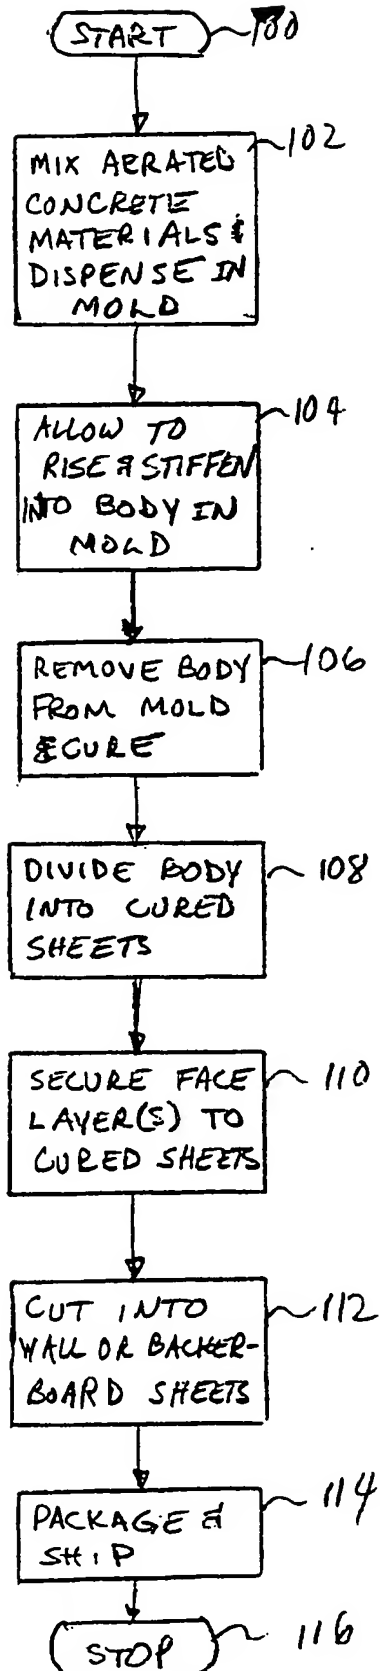 START
100
102
MIX AERATED
CONCRETE
MATERIALS &
DISPENSE IN
MOLD
104
ALLOW TO
RISE & STIFFEN
INTO BODY IN
MOLD
106
REMOVE BODY
FROM MOLD
& CURE
108
DIVIDE BODY
INTO CURED
SHEETS
110
SECURE FACE
LAYER(S) TO
CURED SHEETS
112
CUT INTO
WALL OR BACKER-
BOARD SHEETS
114
PACKAGE &
SHIP
116
STOP